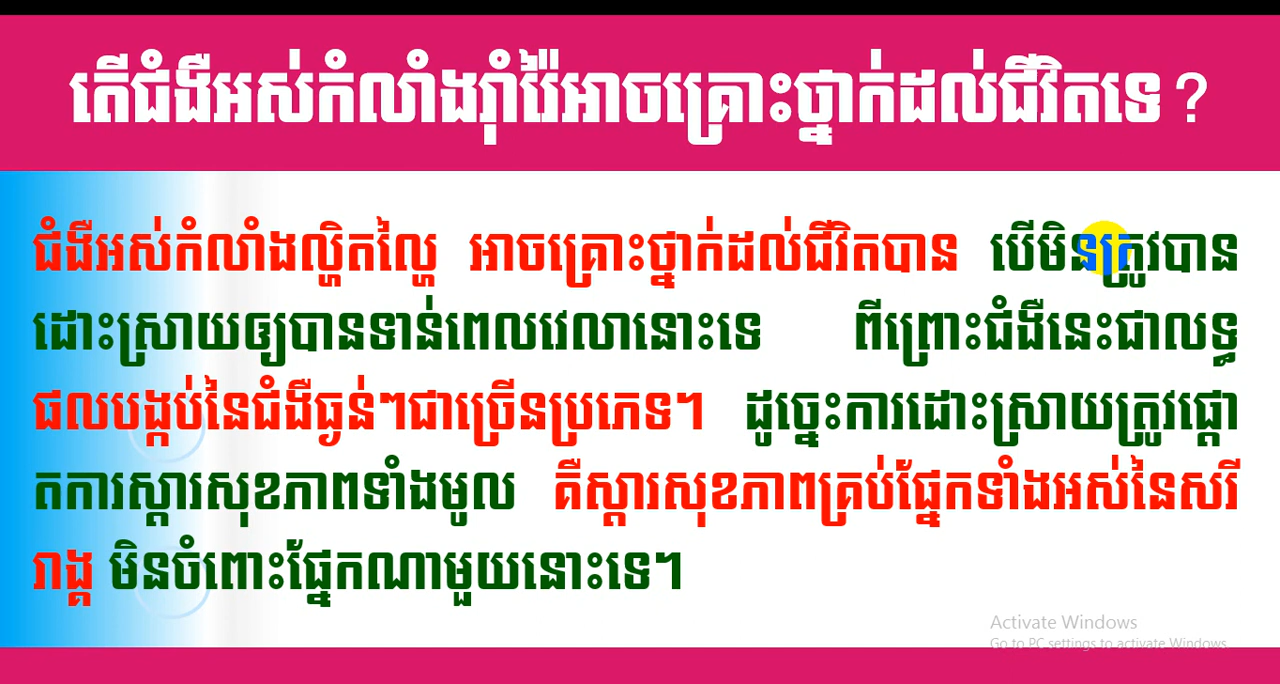 តើជំងឺអស់កំលាំងរ៉ាំរ៉ៃអាចគ្រោះថ្នាក់ដល់ជីវិតទេ?
ជំងឺអស់កំលាំងល្ហិតល្ហៃ អាចគ្រោះថ្នាក់ដល់ជីវិតបាន បើមិនត្រូវបាន
ដោះស្រាយឲ្យបានទាន់ពេលវេលានោះទេ ពីព្រោះជំងឺនេះជាលទ្ធ
ផលបង្កប់នៃជំងឺធ្ងន់ៗជាច្រើនប្រភេទ។ ដូច្នេះការដោះស្រាយត្រូវផ្តោ
តការស្តារសុខភាពទាំងមូល គឺស្តារសុខភាពគ្រប់ផ្នែកទាំងអស់នៃសរី
រាង្គ មិនចំពោះផ្នែកណាមួយនោះទេ។
Activate Windows
Go to PC settings to activate Windows.